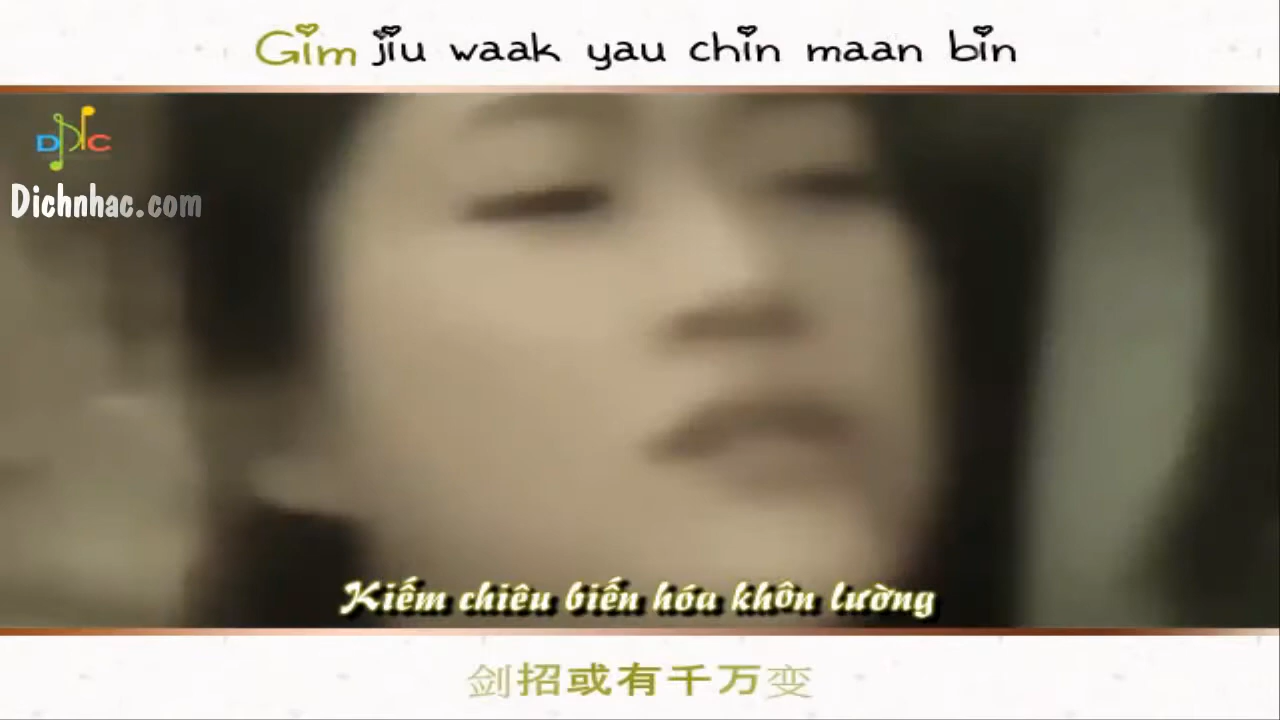 Gim jiu waak yau chin maan bin
DNC
Dichnhac.com
Kiếm chiêu biến hóa khôn lường
剑招或有千万变